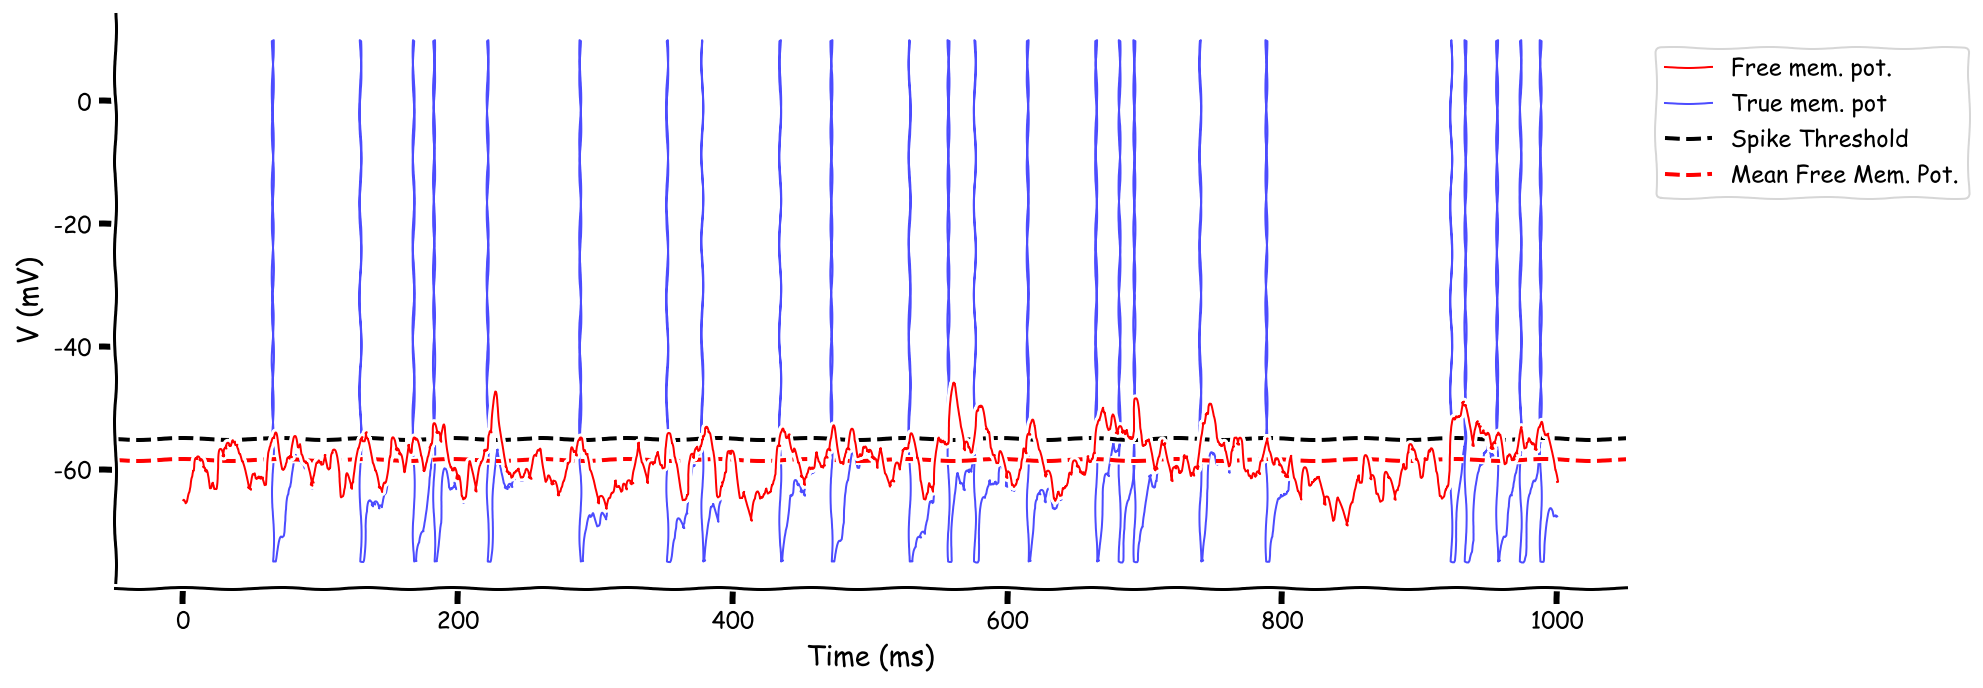 0
-20
-40
-60
V (mV)
0
200
400
600
800
1000
Time (ms)
Free mem. pot.
True mem. pot
Spike Threshold
Mean Free Mem. Pot.